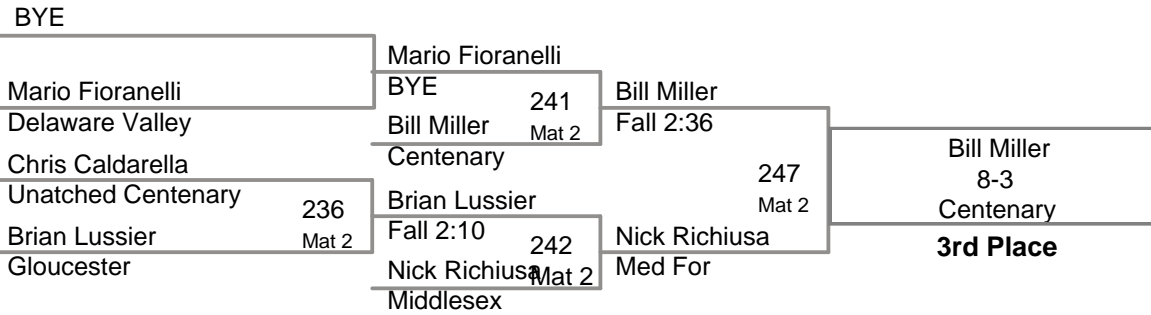 BYE
Mario Fioranelli
Delaware Valley
Chris Caldarella
Unatched Centenary
236
Mat 2
Brian Lussier
Gloucester
Mario Fioranelli
BYE
241
Mat 2
Bill Miller
Centenary
Brian Lussier
Fall 2:10
242
Mat 2
Nick Richiusa
Middlesex
Bill Miller
Fall 2:36
247
Mat 2
Nick Richiusa
Med For
Bill Miller
8-3
Centenary
3rd Place